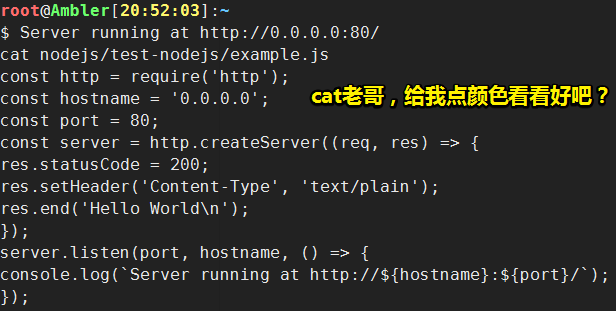 root@Ambler[20:52:03]:~
$ Server running at http://0.0.0.0:80/
cat nodejs/test-nodejs/example.js
const http = require('http');
const hostname = '0.0.0.0';
cat老哥，给我点颜色看看好吧？
const port = 80;
const server = http.createServer((req, res) => {
res.statusCode = 200;
res.setHeader('Content-Type', 'text/plain');
res.end('Hello World\n');
});
server.listen(port, hostname, () => {
console.log(`Server running at http://${hostname}:${port}/`);
});